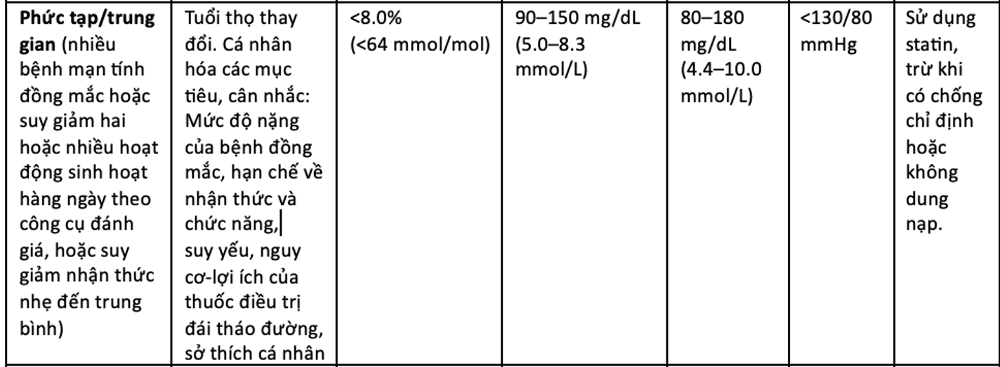 Phức tạp/trung
gian (nhiều
bệnh mạn tính
đồng mắc hoặc
suy giảm hai
hoặc nhiều hoạt
động sinh hoạt
hàng ngày theo
công cụ đánh
giá, hoặc suy
giảm nhận thức
nhẹ đến trung
bình)
Tuổi thọ thay
đổi. Cá nhân
hóa các mục
tiêu, cân nhắc:
Mức độ nặng
của bệnh đồng
mắc, hạn chế về
nhận thức và
chức năng,
suy yếu, nguy
cơ-lợi ích của
thuốc điều trị
đái tháo đường,
sở thích cá nhân
<8.0%
(<64 mmol/mol)
90–150 mg/dL
(5.0–8.3
mmol/L)
80–180
mg/dL
(4.4–10.0
mmol/L)
<130/80
mmHg
Sử dụng
statin,
trừ khi
có chống
chỉ định
hoặc
không
dung
nạp.